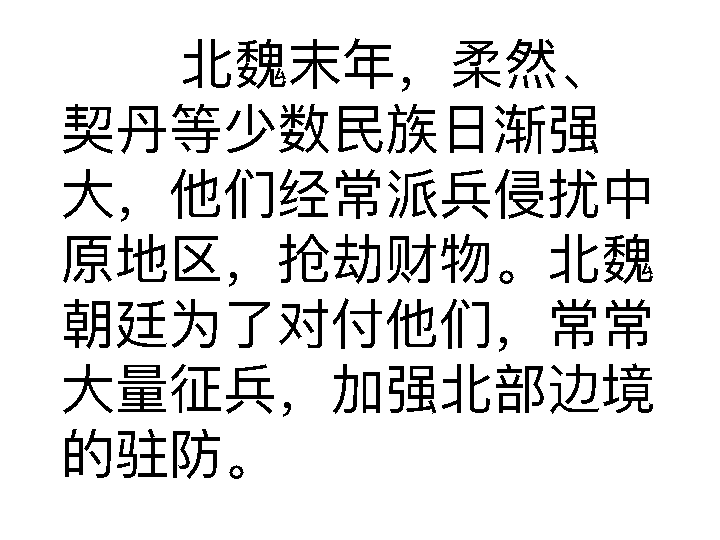 北魏末年，柔然、
契丹等少数民族日渐强
大，他们经常派兵侵扰中
原地区，抢劫财物。北魏
朝廷为了对付他们，常常
大量征兵，加强北部边境
的驻防。